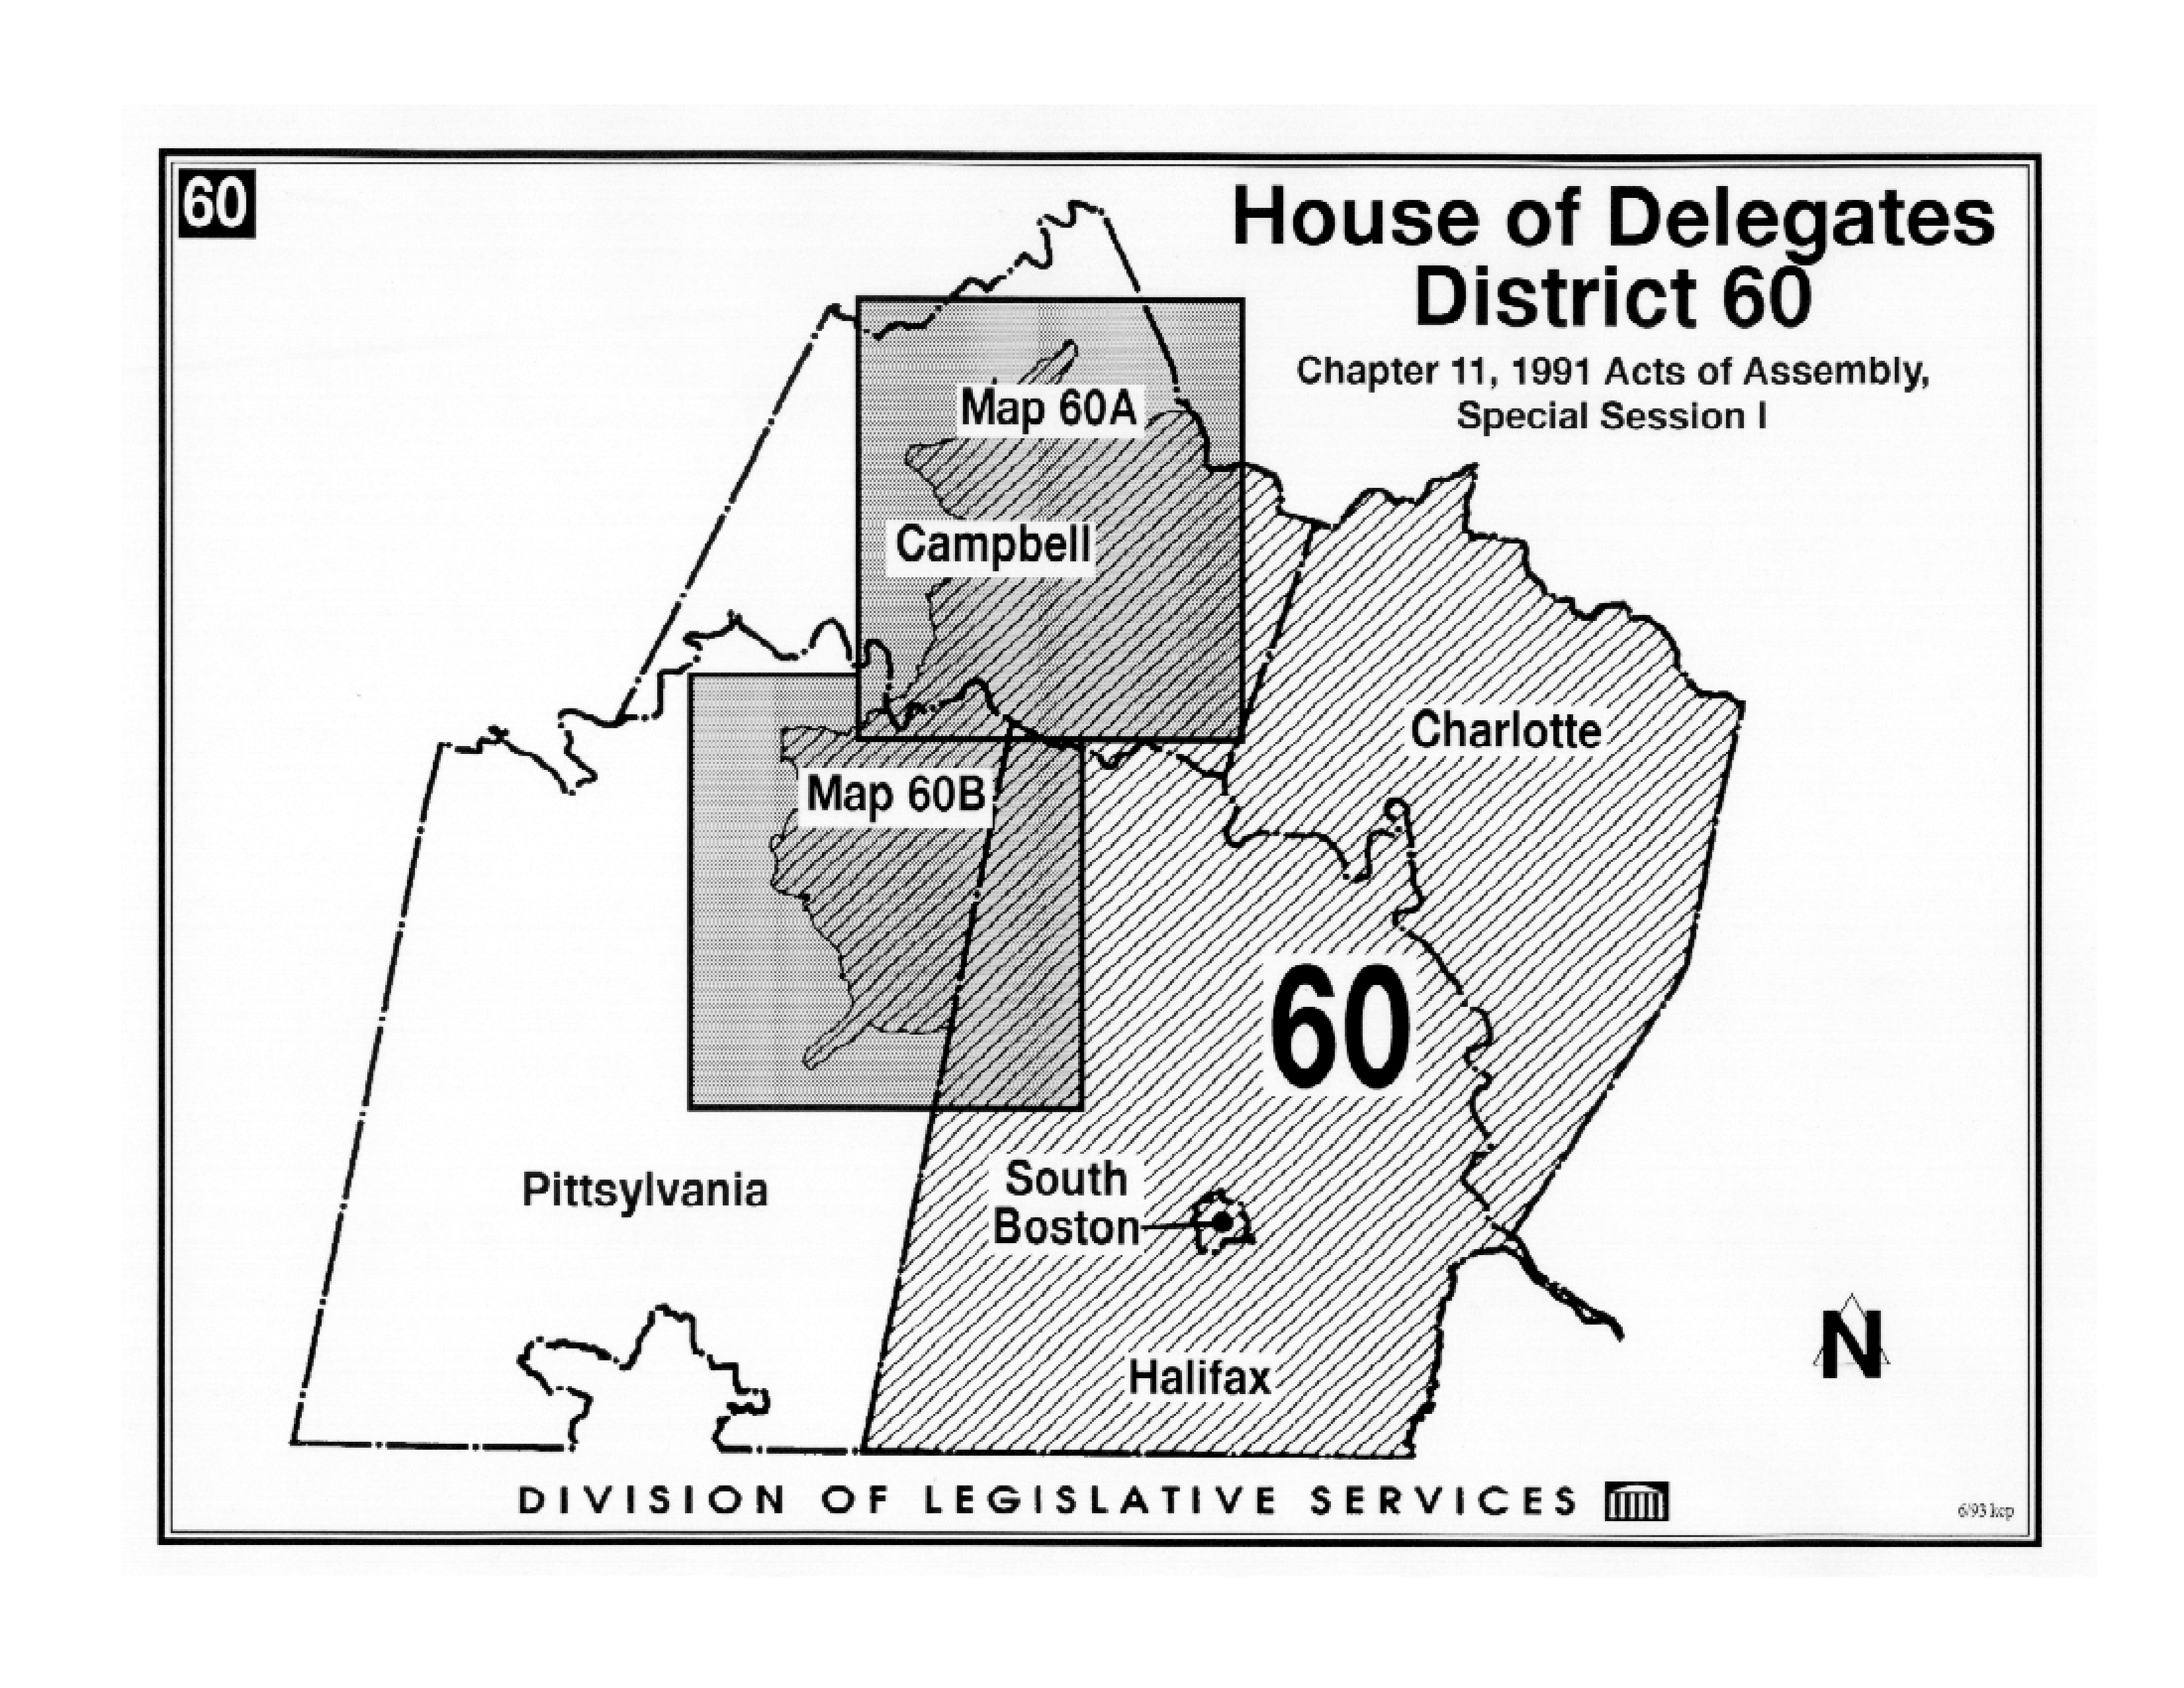 60
House of Delegates
District 60
Chapter 11, 1991 Acts of Assembly,
Special Session I
Map 60A
Campbell
Charlotte
Map 60B
60
South
Boston
Pittsylvania
Halifax
N
DIVISION OF LEGISLATIVE SERVICES
6/93 kcp